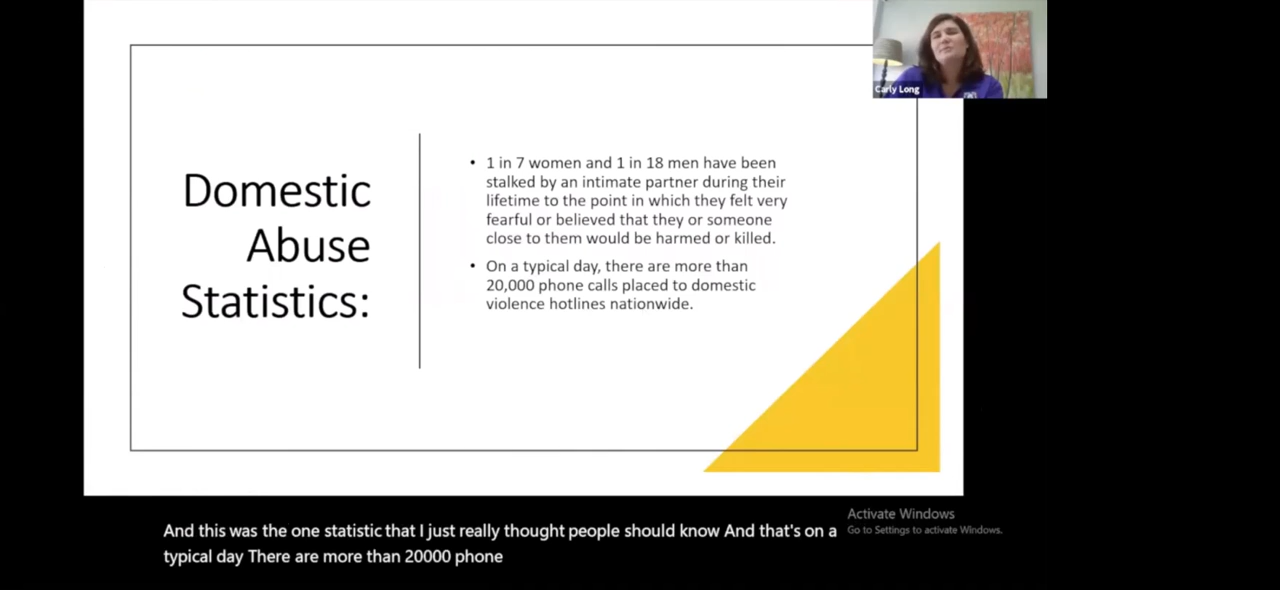 Carly Long
Domestic
Abuse
Statistics:
• 1 in 7 women and 1 in 18 men have been
stalked by an intimate partner during their
lifetime to the point in which they felt very
fearful or believed that they or someone
close to them would be harmed or killed.
• On a typical day, there are more than
20,000 phone calls placed to domestic
violence hotlines nationwide.
And this was the one statistic that I just really thought people should know And that's on a
typical day There are more than 20000 phone
Activate Windows
Go to Settings to activate Windows.